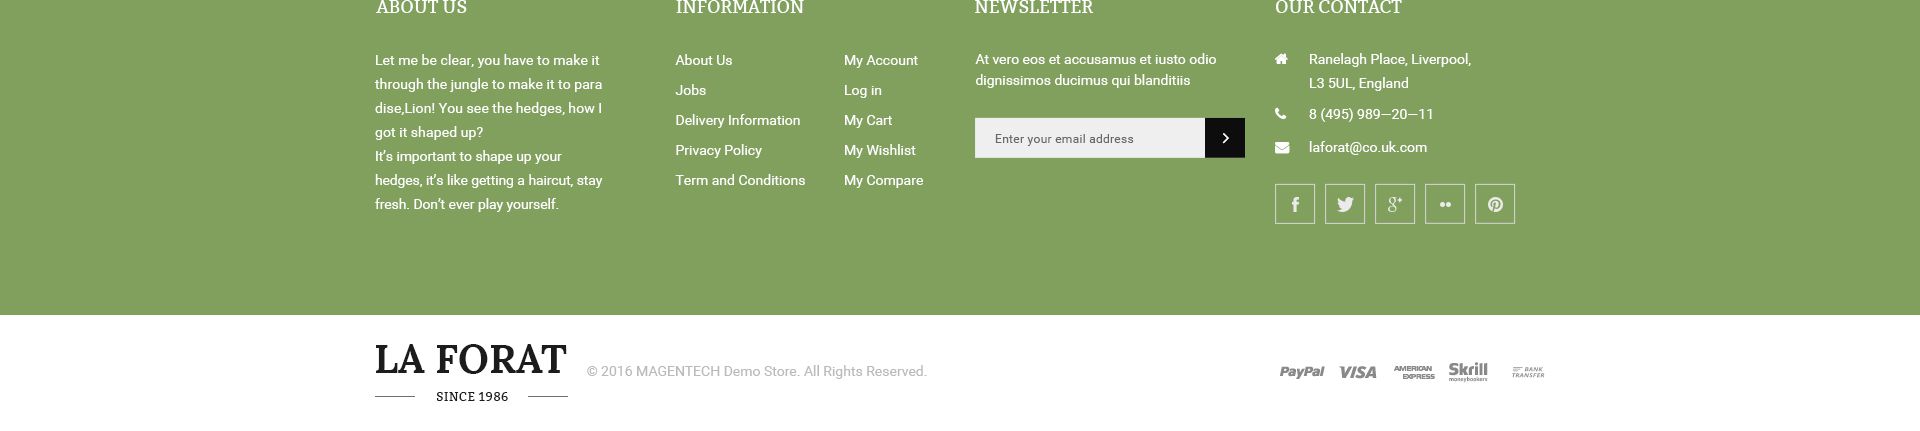 ABOUT US
Let me be clear, you have to make it
through the jungle to make it to para
dise,Lion! You see the hedges, how I
got it shaped up?
It’s important to shape up your
hedges, it’s like getting a haircut, stay
fresh. Don’t ever play yourself.
INFORMATION
About Us
Jobs
Delivery Information
Privacy Policy
Term and Conditions
My Account
Log in
My Cart
My Wishlist
My Compare
NEWSLETTER
At vero eos et accusamus et iusto odio
dignissimos ducimus qui blanditiis
Enter your email address
OUR CONTACT
Ranelagh Place, Liverpool,
L3 5UL, England
8 (495) 989—20—11
laforat@co.uk.com
LA FORAT
SINCE 1986
© 2016 MAGENTECH Demo Store. All Rights Reserved.
PayPal
VISA
AMERICAN
EXPRESS
Skrill
moneybookers
BANK
TRANSFER